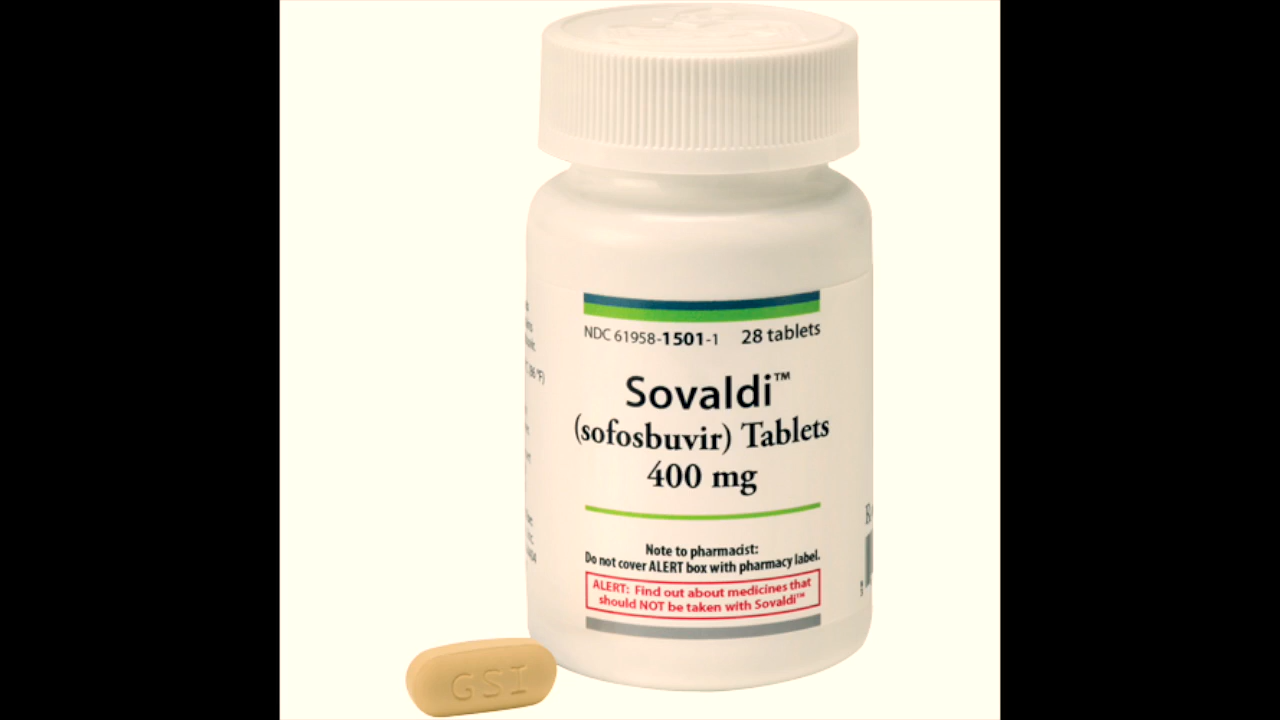 NDC 61958-1501-1 28 tablets
Sovaldi™
(sofosbuvir) Tablets
400 mg
Note to pharmacist:
Do not cover ALERT box with pharmacy label.
ALERT: Find out about medicines that
should NOT be taken with Sovaldi™
GSI